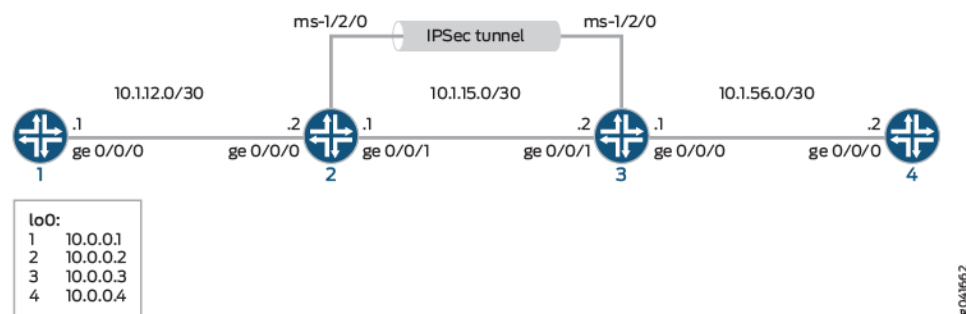 ms-1/2/0 IPSec tunnel ms-1/2/0
10.1.12.0/30 10.1.15.0/30 10.1.56.0/30
.1 .2 .1 .2 .1 .2
ge 0/0/0 ge 0/0/0 ge 0/0/1 ge 0/0/1 ge 0/0/0 ge 0/0/0
1 2 3 4
lo0:
1 10.0.0.1
2 10.0.0.2
3 10.0.0.3
4 10.0.0.4
g041662